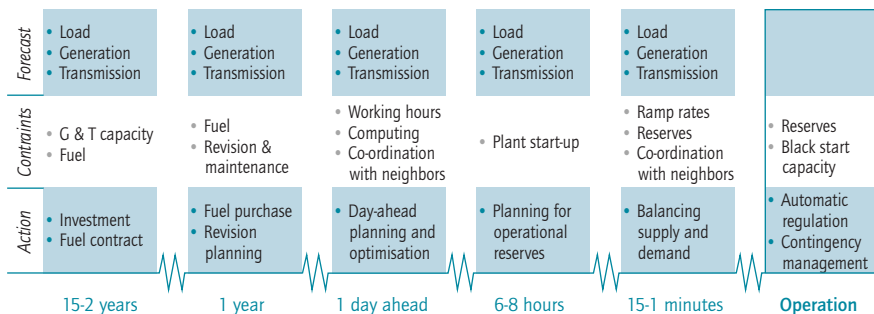 Forecast
• Load
• Generation
• Transmission
• Load
• Generation
• Transmission
• Load
• Generation
• Transmission
• Load
• Generation
• Transmission
• Load
• Generation
• Transmission
Contraints
• G & T capacity
• Fuel
• Fuel
• Revision &
maintenance
• Working hours
• Computing
• Co-ordination
with neighbors
• Plant start-up
• Ramp rates
• Reserves
• Co-ordination
with neighbors
• Reserves
• Black start
capacity
Action
• Investment
• Fuel contract
• Fuel purchase
• Revision
planning
• Day-ahead
planning and
optimisation
• Planning for
operational
reserves
• Balancing
supply and
demand
• Automatic
regulation
• Contingency
management
15-2 years
1 year
1 day ahead
6-8 hours
15-1 minutes
Operation